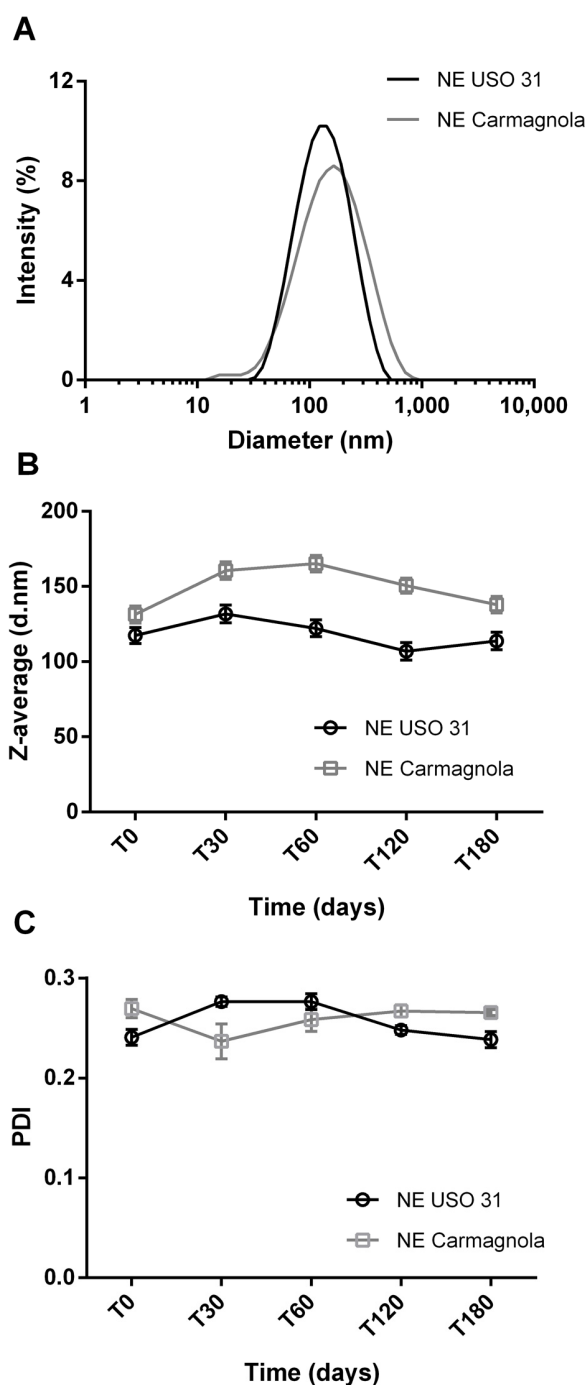 A
NE USO 31
NE Carmagnola
12
8
4
0
Intensity (%)
1 10 100 1,000 10,000
Diameter (nm)
B
200
150
100
50
0
Z-average (d.nm)
NE USO 31
NE Carmagnola
T0 T30 T60 T120 T180
Time (days)
C
0.3
0.2
0.1
0.0
PDI
NE USO 31
NE Carmagnola
T0 T30 T60 T120 T180
Time (days)